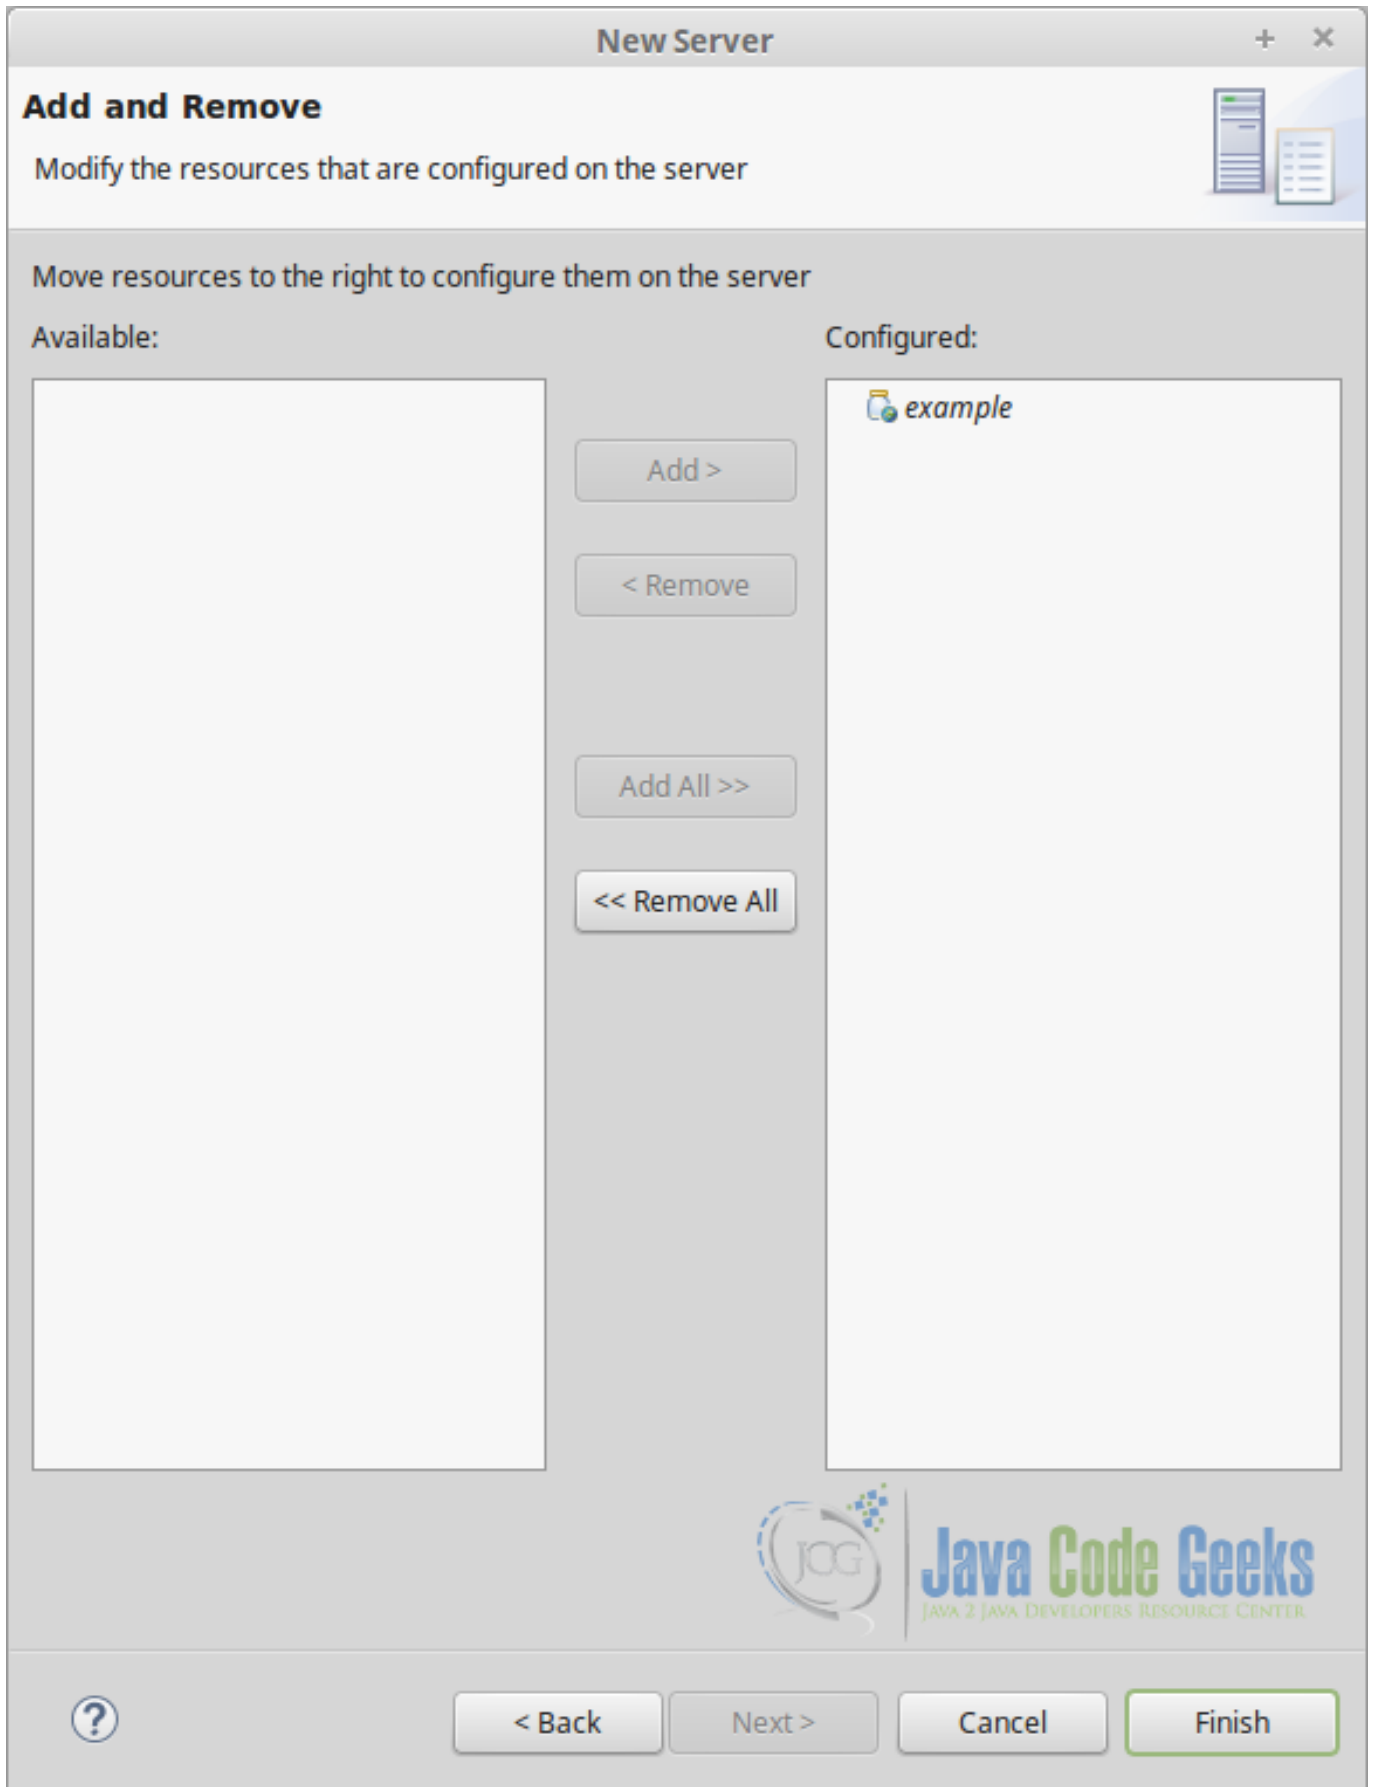 New Server
Add and Remove
Modify the resources that are configured on the server
Move resources to the right to configure them on the server
Available:
Configured:
example
Add >
< Remove
Add All >>
<< Remove All
JCG
Java Code Geeks
JAVA 2 JAVA DEVELOPERS RESOURCE CENTER
?
< Back
Next >
Cancel
Finish